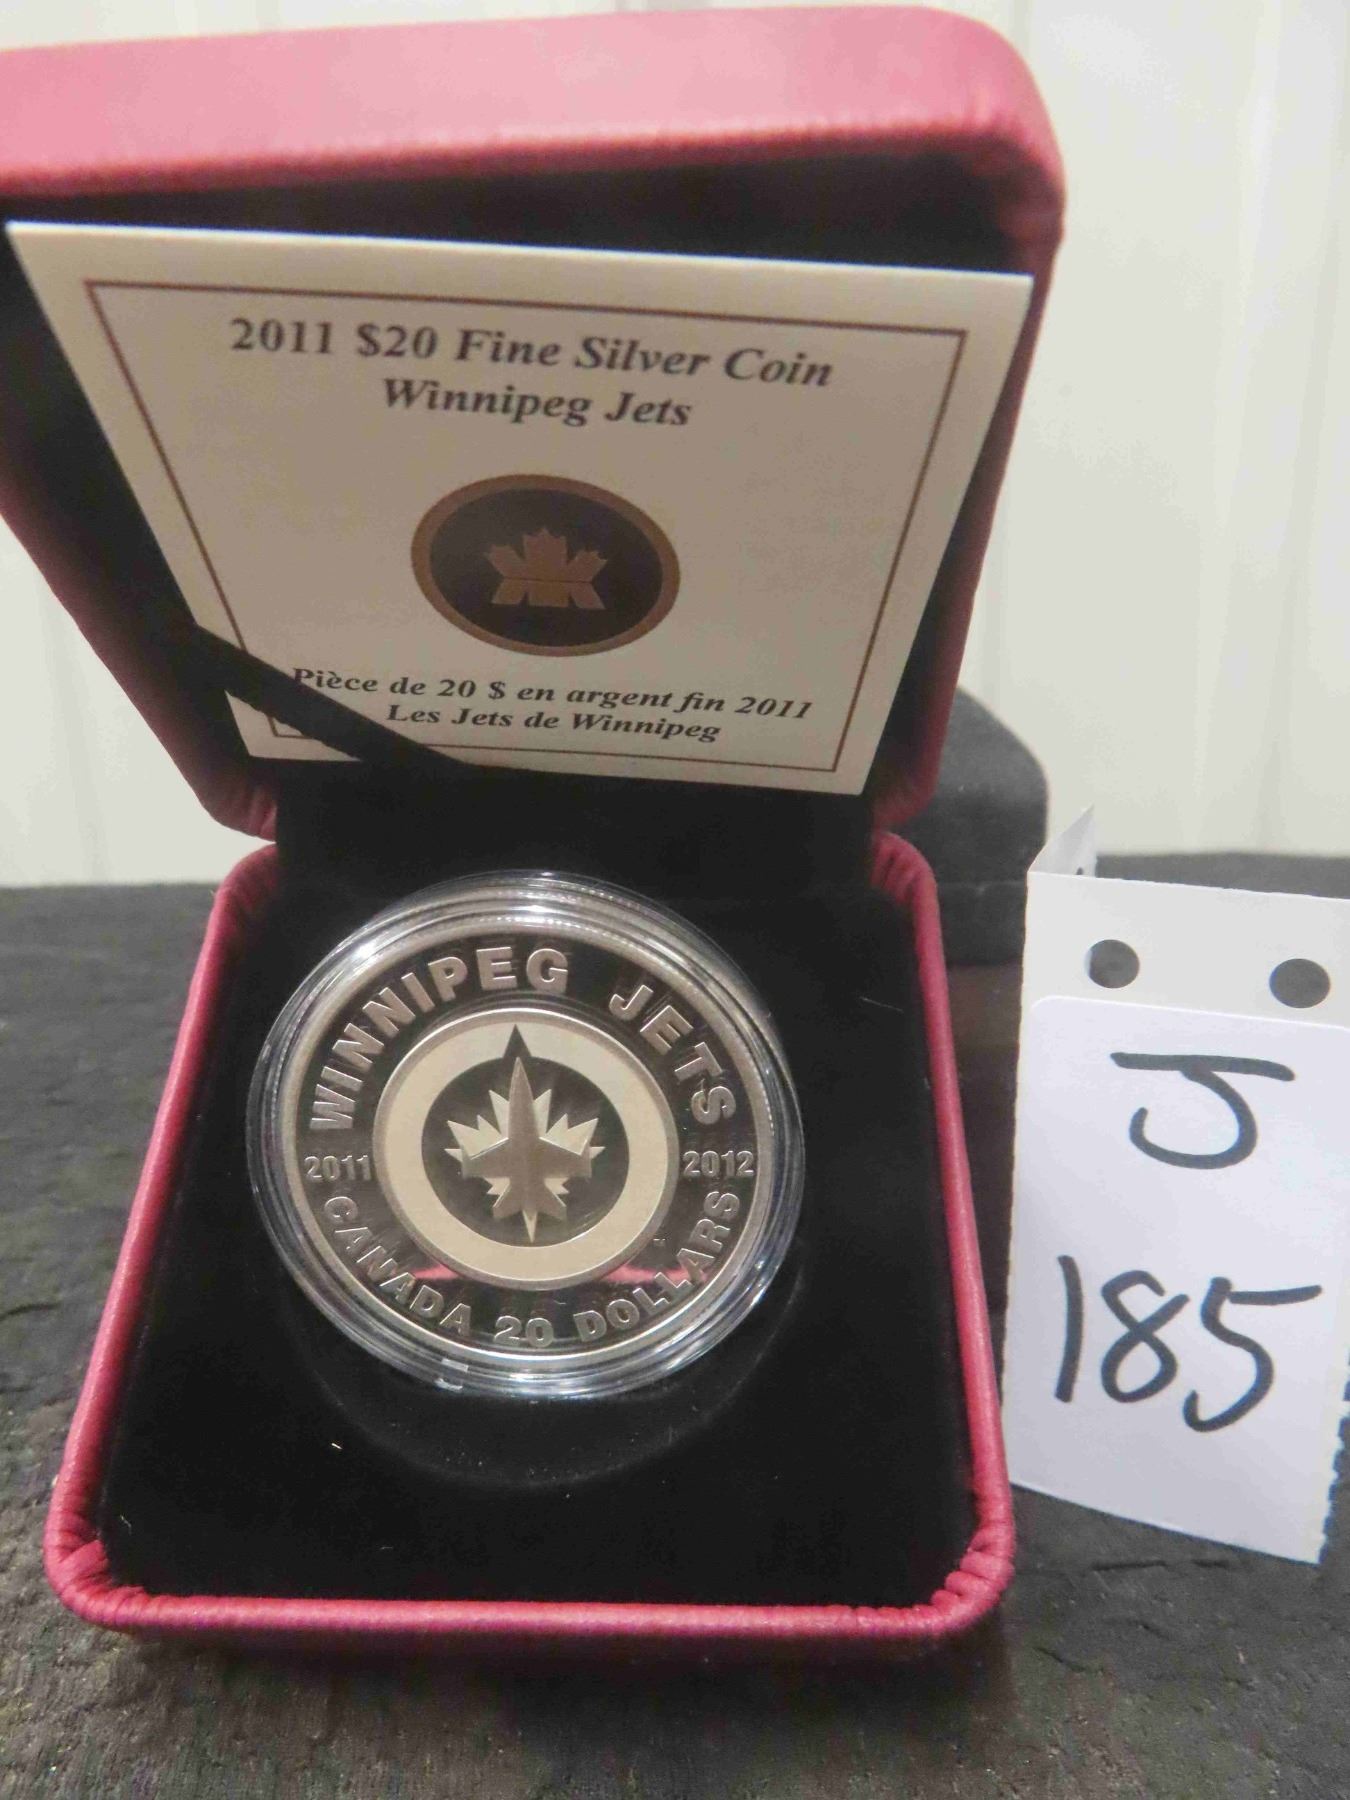 2011 $20 Fine Silver Coin
Winnipeg Jets
Pièce de 20 $ en argent fin 2011
Les Jets de Winnipeg
WINNIPEG JETS
2011 2012
CANADA 20 DOLLARS
J
185